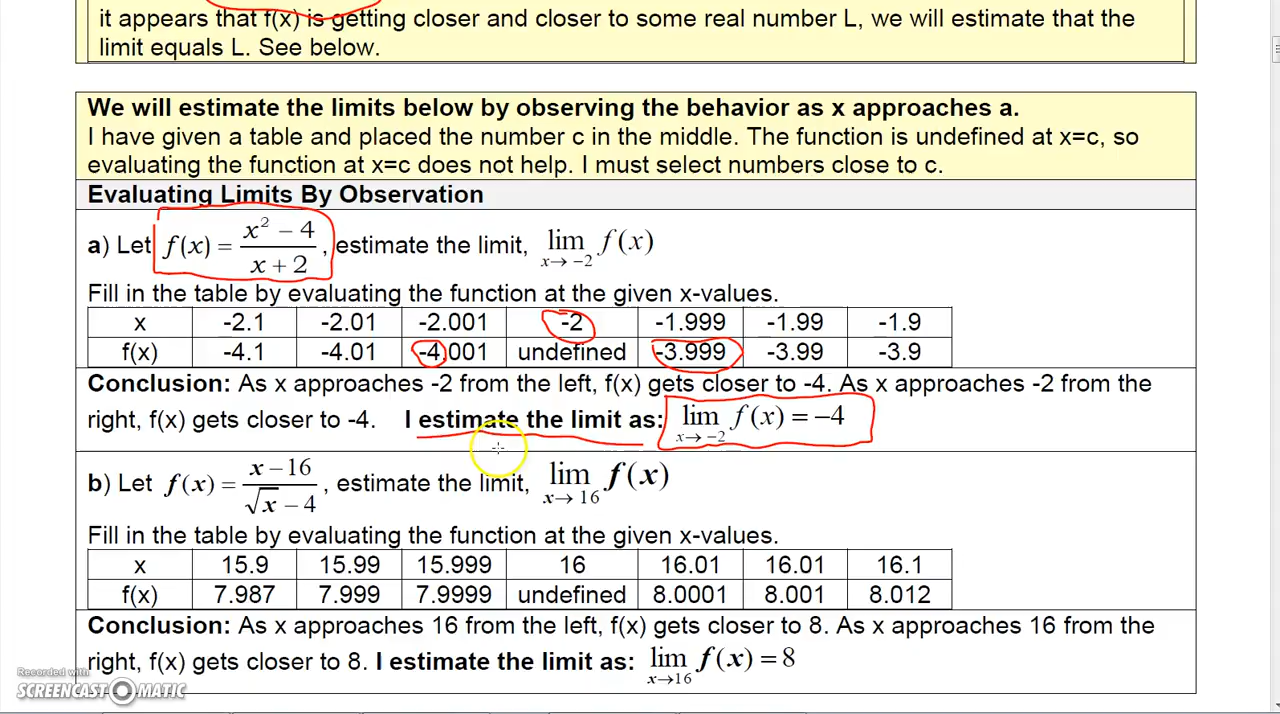 it appears that f(x) is getting closer and closer to some real number L, we will estimate that the
limit equals L. See below.
We will estimate the limits below by observing the behavior as x approaches a.
I have given a table and placed the number c in the middle. The function is undefined at x=c, so
evaluating the function at x=c does not help. I must select numbers close to c.
Evaluating Limits By Observation
a) Let f(x) = (x² − 4)/(x + 2), estimate the limit, lim x→ −2 f(x)
Fill in the table by evaluating the function at the given x-values.
x -2.1 -2.01 -2.001 -2 -1.999 -1.99 -1.9
f(x) -4.1 -4.01 -4.001 undefined -3.999 -3.99 -3.9
Conclusion: As x approaches -2 from the left, f(x) gets closer to -4. As x approaches -2 from the
right, f(x) gets closer to -4. I estimate the limit as: lim x→ −2 f(x) = −4
b) Let f(x) = (x − 16)/(√x − 4), estimate the limit, lim x→ 16 f(x)
Fill in the table by evaluating the function at the given x-values.
x 15.9 15.99 15.999 16 16.01 16.01 16.1
f(x) 7.987 7.999 7.9999 undefined 8.0001 8.001 8.012
Conclusion: As x approaches 16 from the left, f(x) gets closer to 8. As x approaches 16 from the
right, f(x) gets closer to 8. I estimate the limit as: lim x→16 f(x) = 8
Recorded with
SCREENCAST MATIC